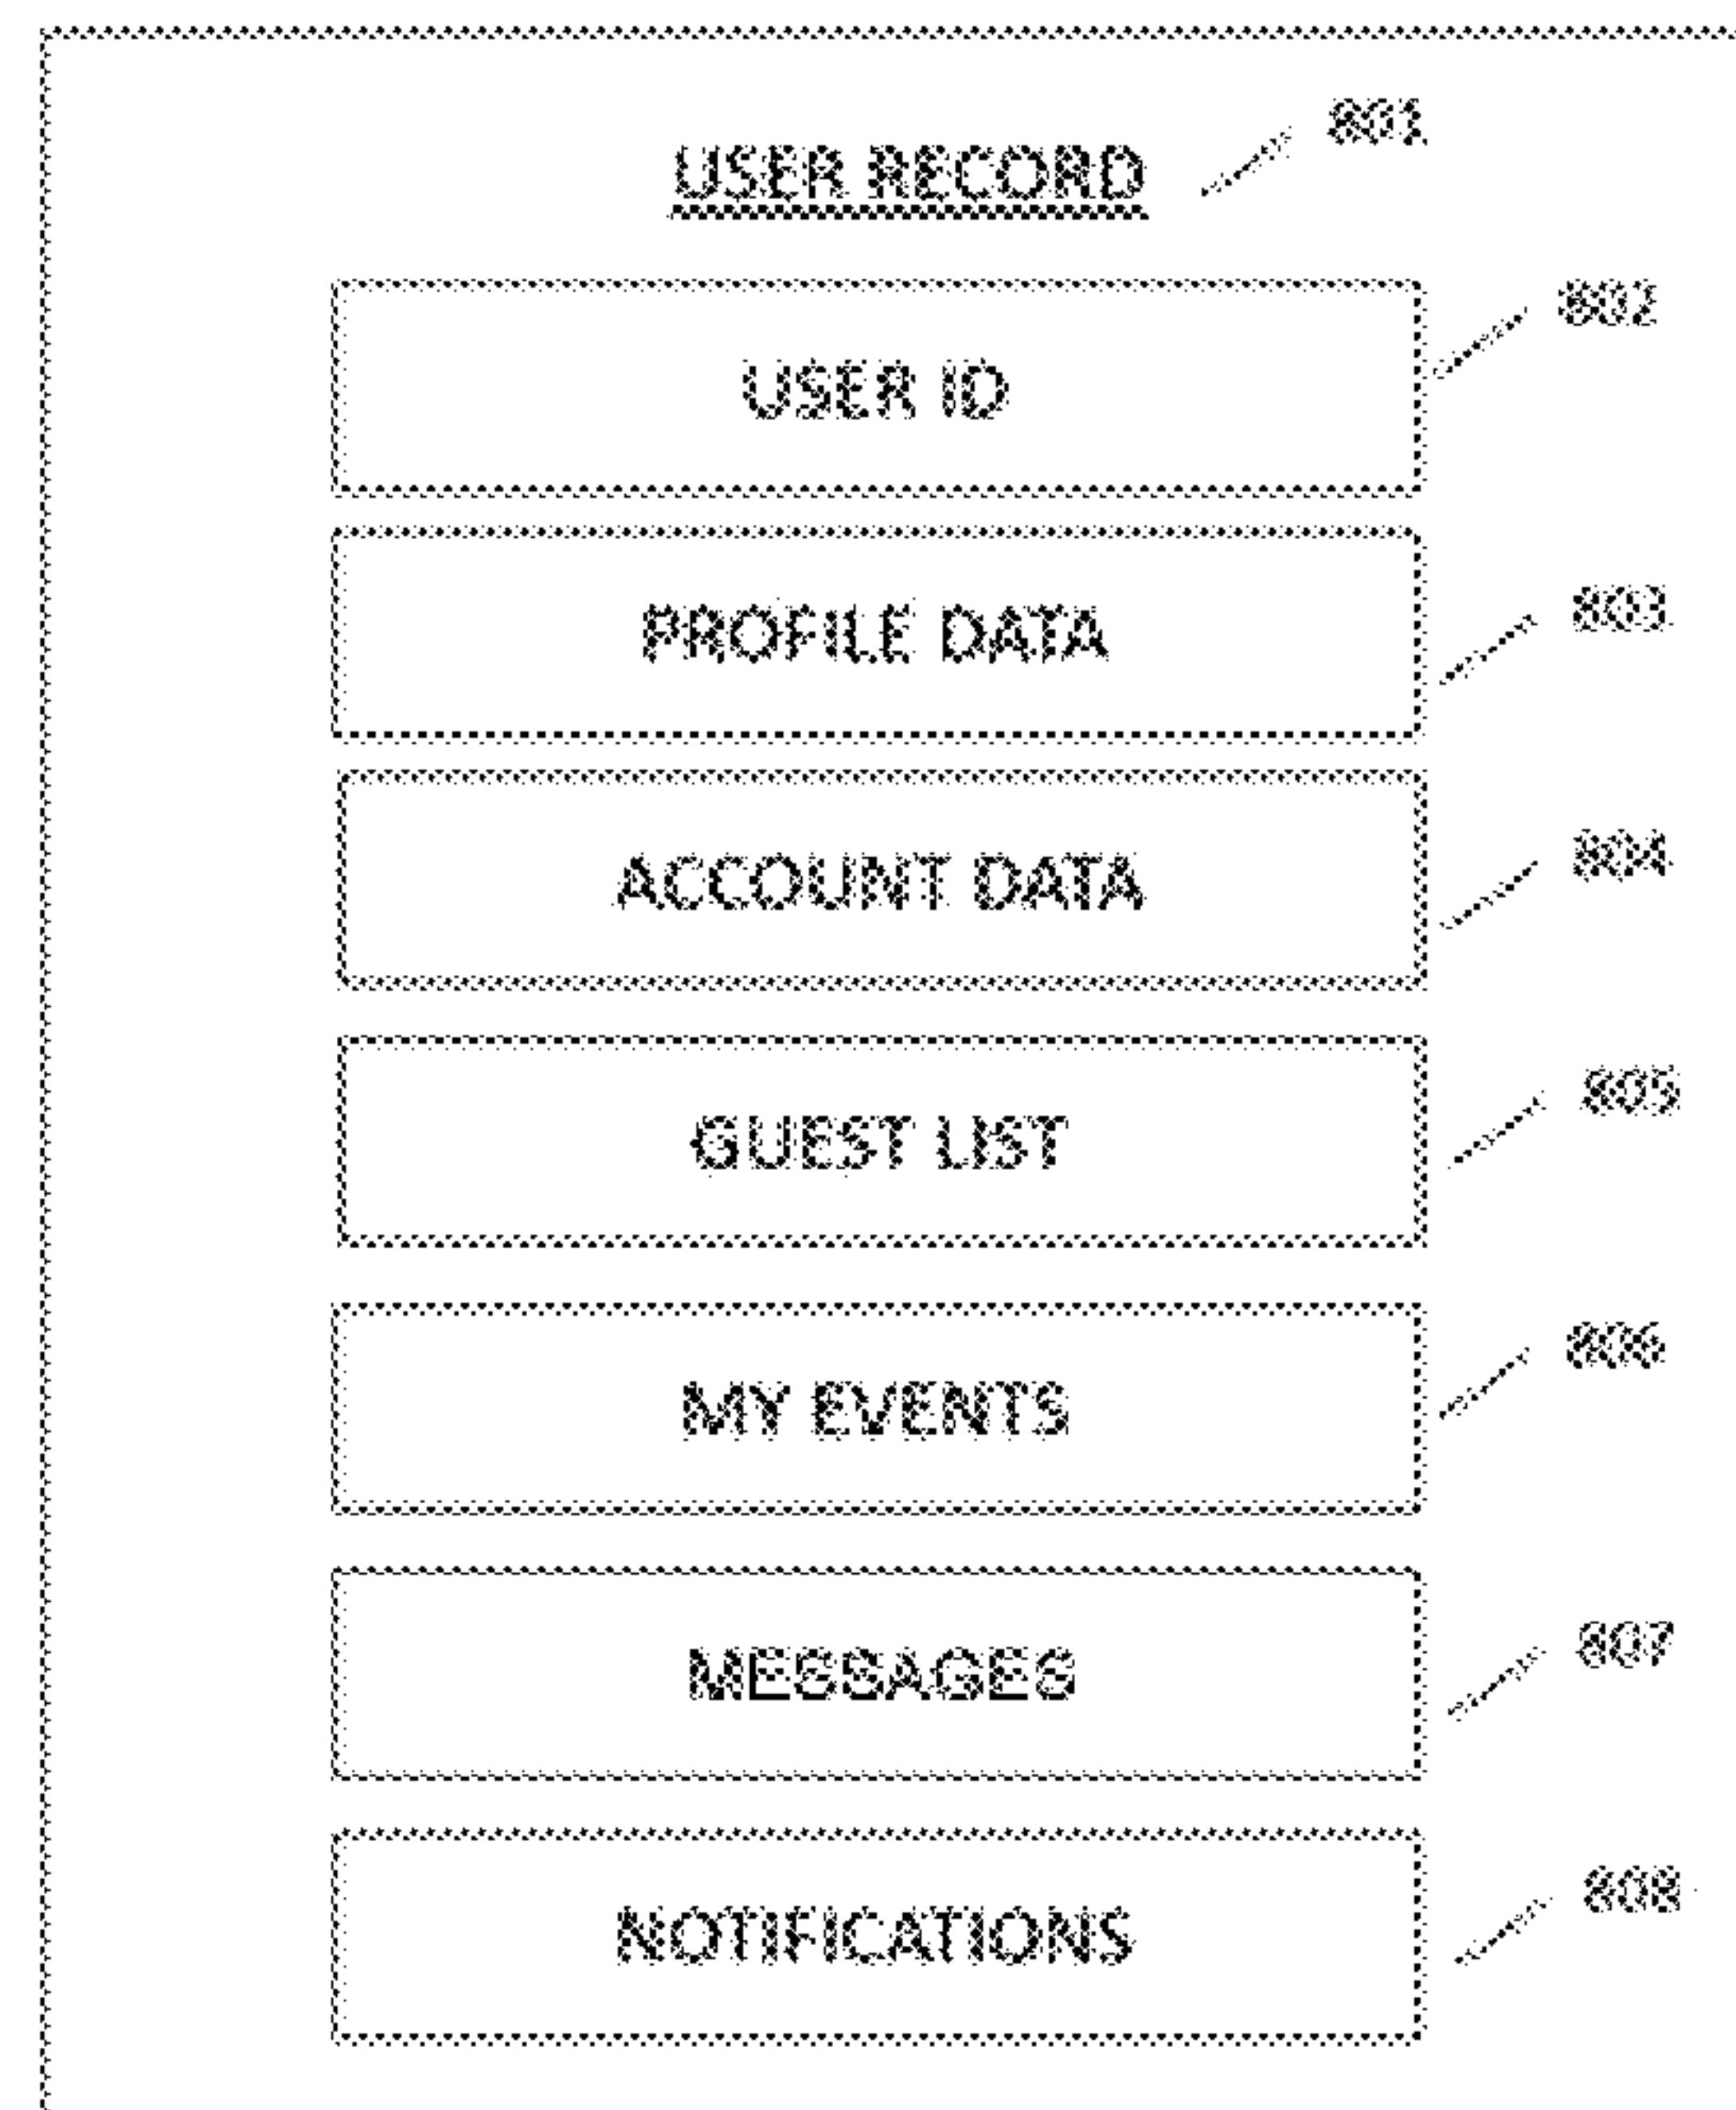 801
USER RECORD
802
USER ID
803
PROFILE DATA
804
ACCOUNT DATA
805
GUEST LIST
806
MY EVENTS
807
MESSAGES
808
NOTIFICATIONS